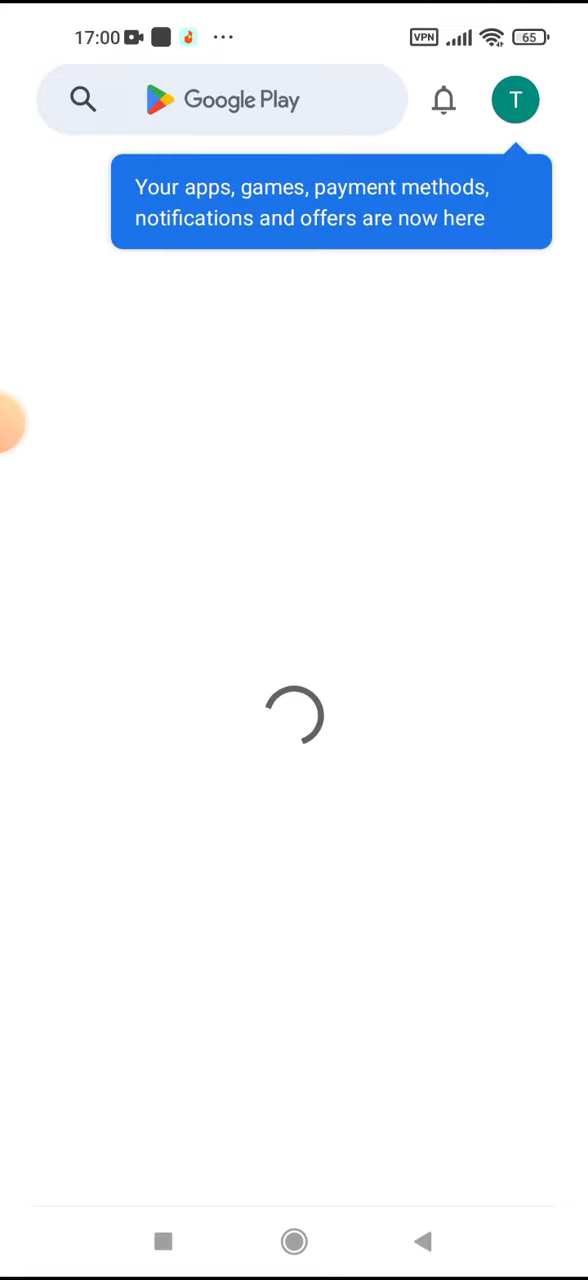 17:00
VPN
65
Google Play
T
Your apps, games, payment methods,
notifications and offers are now here